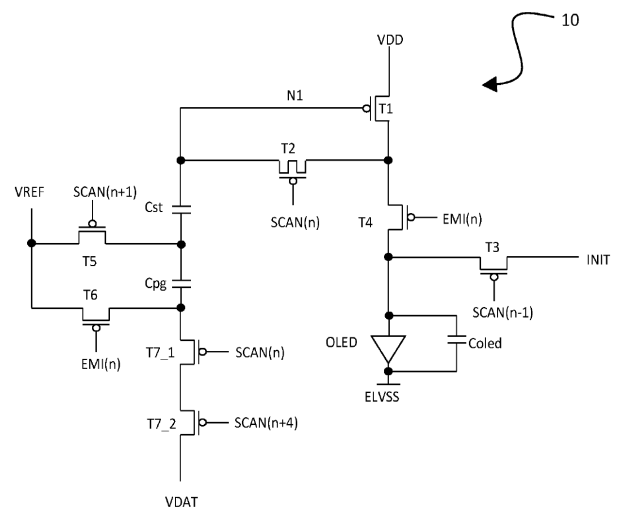 10
VDD
N1
T1
T2
VREF
SCAN(n+1)
Cst
SCAN(n)
T4
EMI(n)
T5
T3
INIT
T6
Cpg
SCAN(n-1)
EMI(n)
T7_1
SCAN(n)
OLED
Coled
ELVSS
T7_2
SCAN(n+4)
VDAT